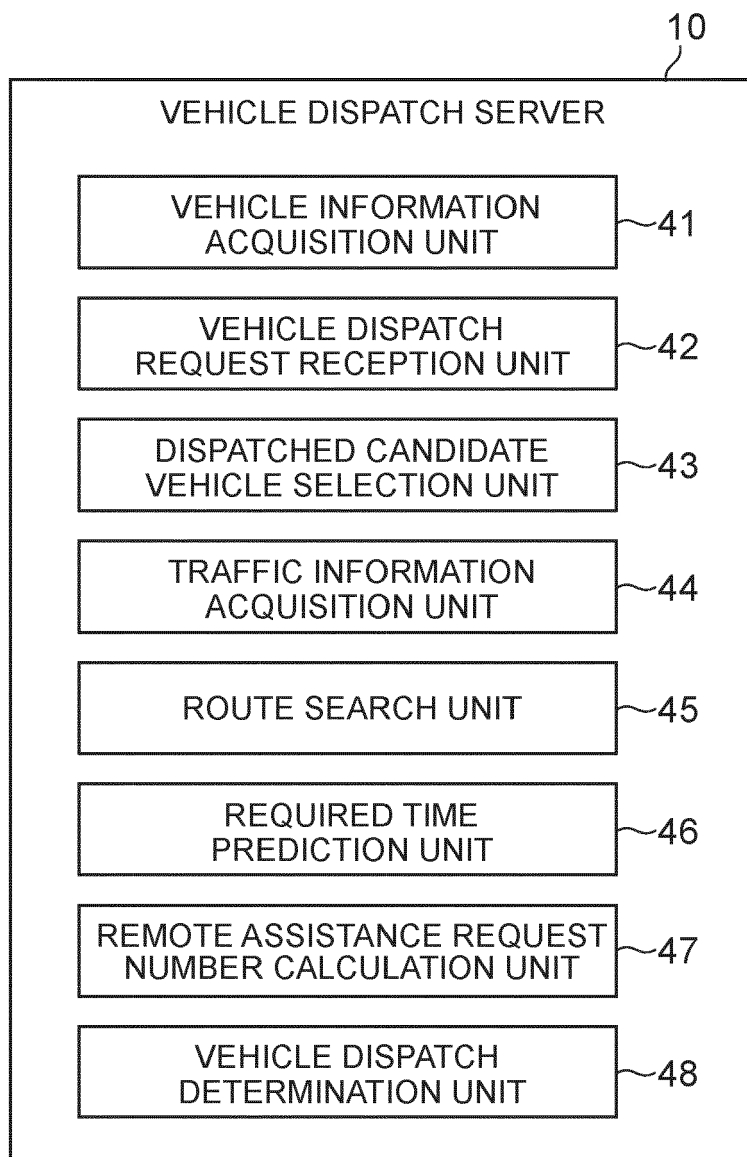 10
VEHICLE DISPATCH SERVER
VEHICLE INFORMATION
ACQUISITION UNIT
41
VEHICLE DISPATCH
REQUEST RECEPTION UNIT
42
DISPATCHED CANDIDATE
VEHICLE SELECTION UNIT
43
TRAFFIC INFORMATION
ACQUISITION UNIT
44
ROUTE SEARCH UNIT
45
REQUIRED TIME
PREDICTION UNIT
46
REMOTE ASSISTANCE REQUEST
NUMBER CALCULATION UNIT
47
VEHICLE DISPATCH
DETERMINATION UNIT
48